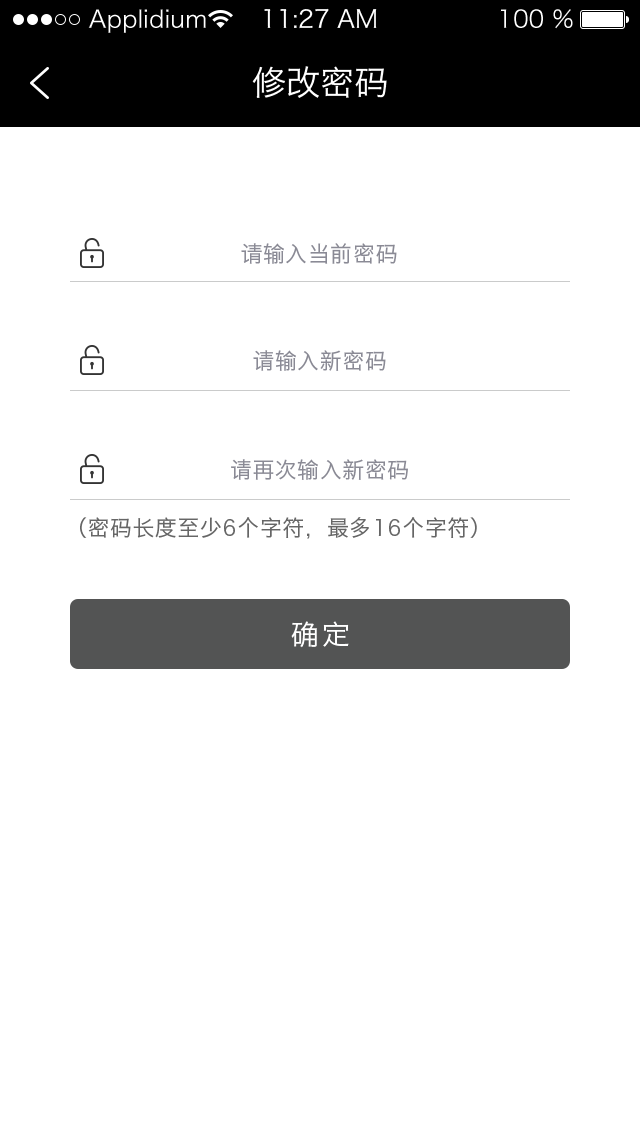 Applidium 11:27 AM 100 %
修改密码
请输入当前密码
请输入新密码
请再次输入新密码
（密码长度至少6个字符，最多16个字符）
确定